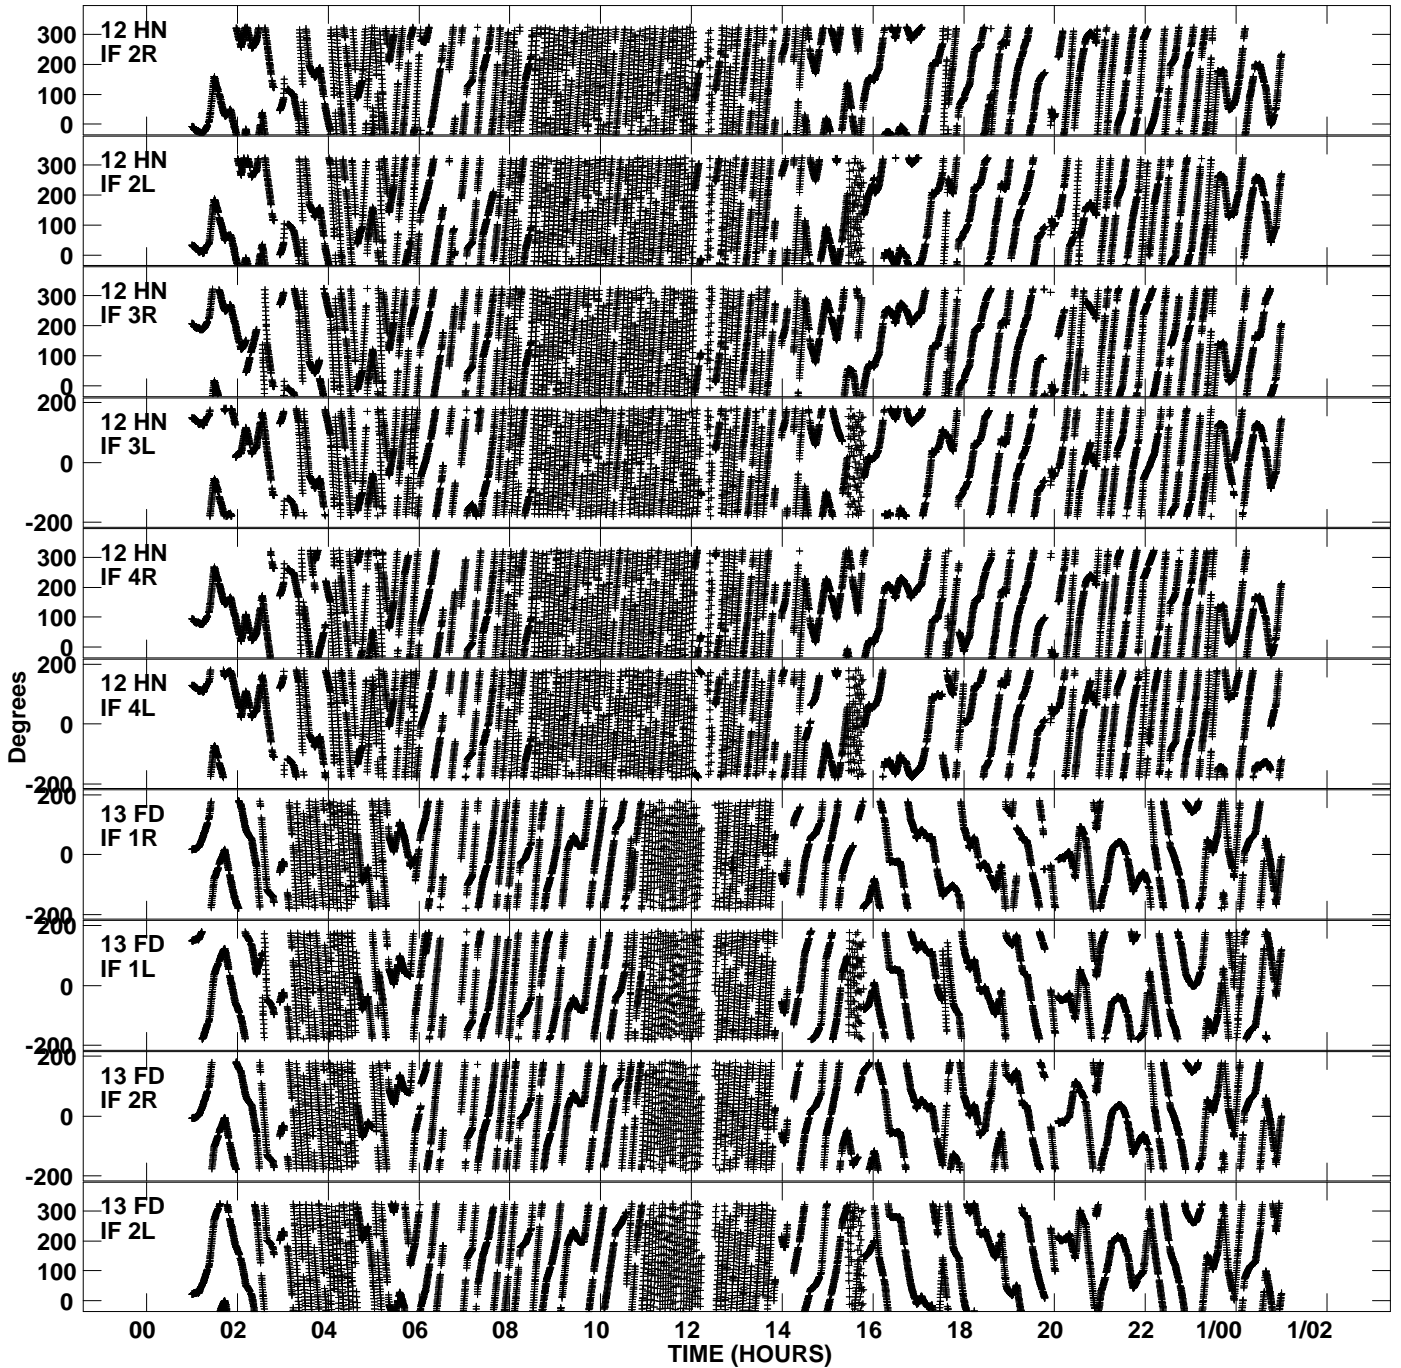 12 HN
IF 2R
300
200
100
0
12 HN
IF 2L
300
200
100
0
12 HN
IF 3R
300
200
100
0
12 HN
IF 3L
200
0
-200
12 HN
IF 4R
300
200
100
0
12 HN
IF 4L
200
0
-200
Degrees
13 FD
IF 1R
200
0
-200
13 FD
IF 1L
200
0
-200
13 FD
IF 2R
200
0
-200
13 FD
IF 2L
300
200
100
0
00 02 04 06 08 10 12 14 16 18 20 22 1/00 1/02
TIME (HOURS)